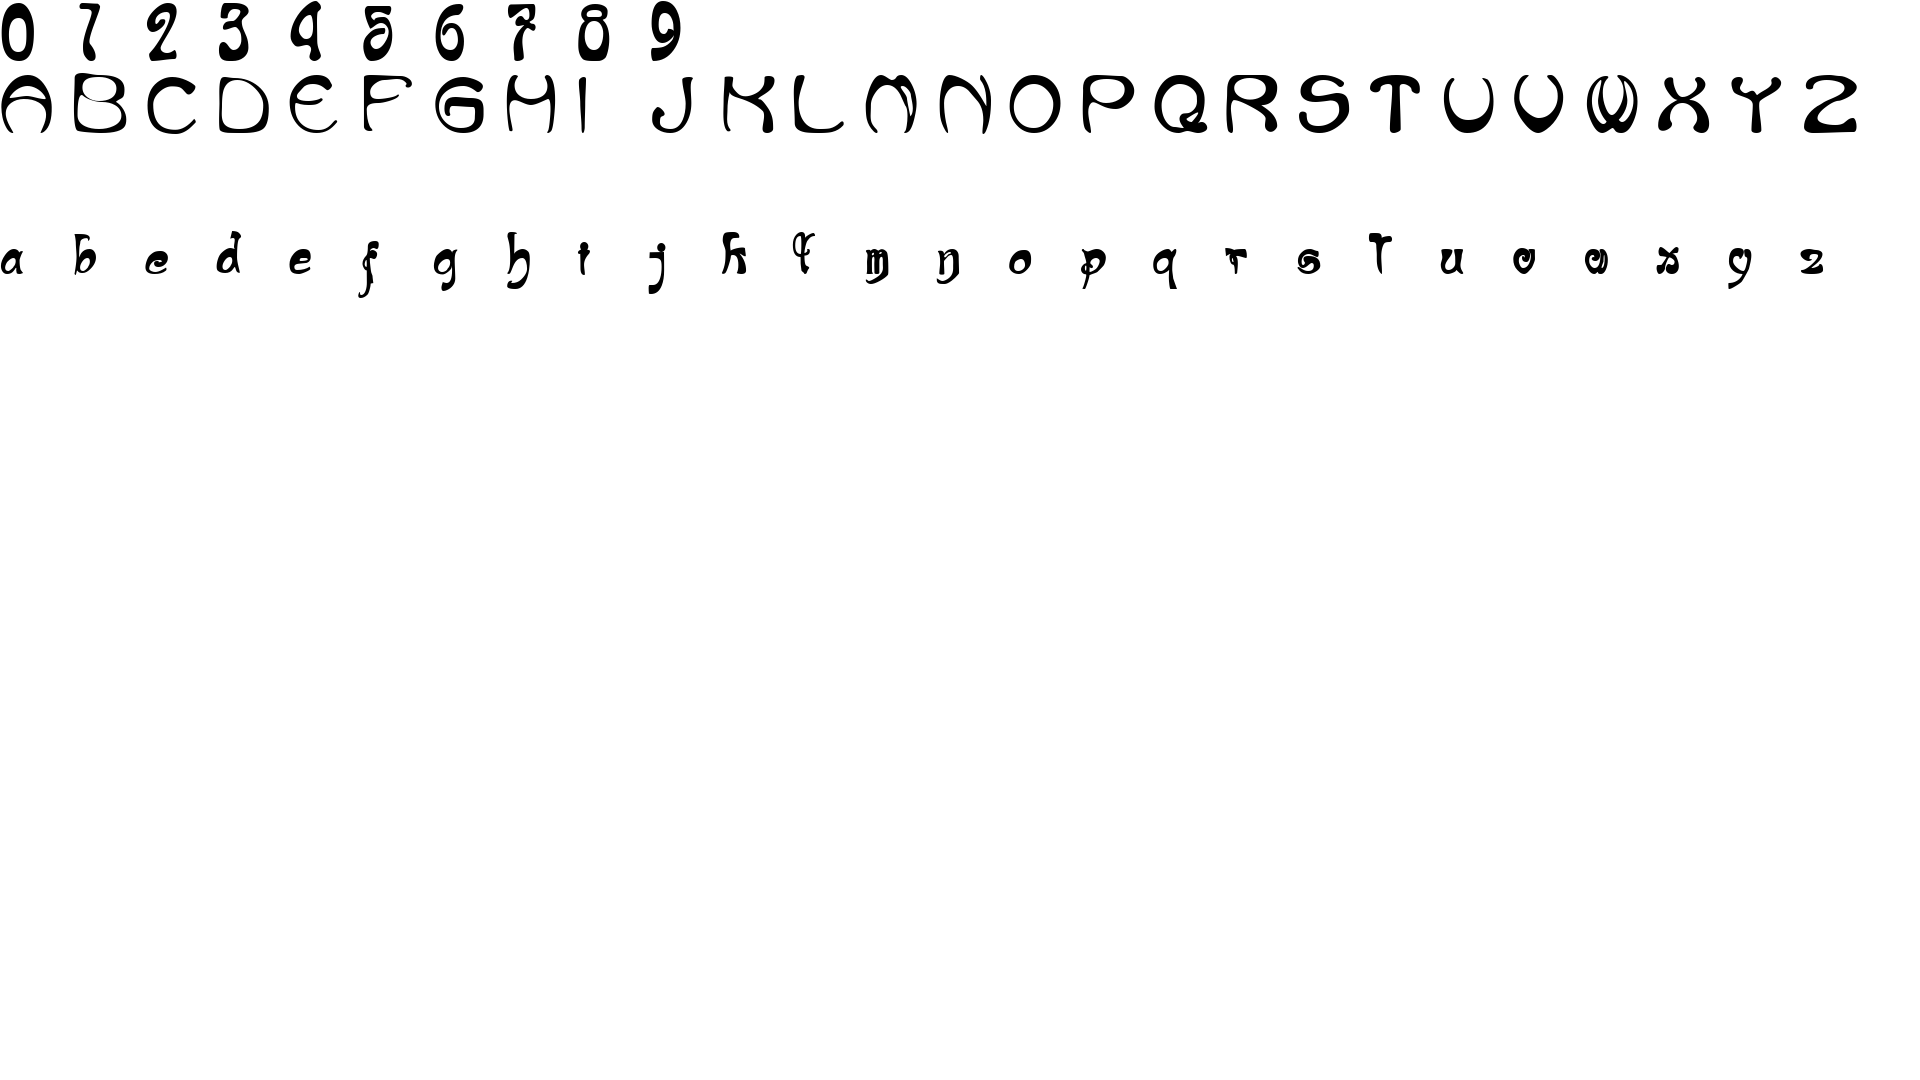 0 1 2 3 4 5 6 7 8 9
A B C D E F G H I J K L M N O P Q R S T U V W X Y Z
a b c d e f g h i j k l m n o p q r s t u v w x y z